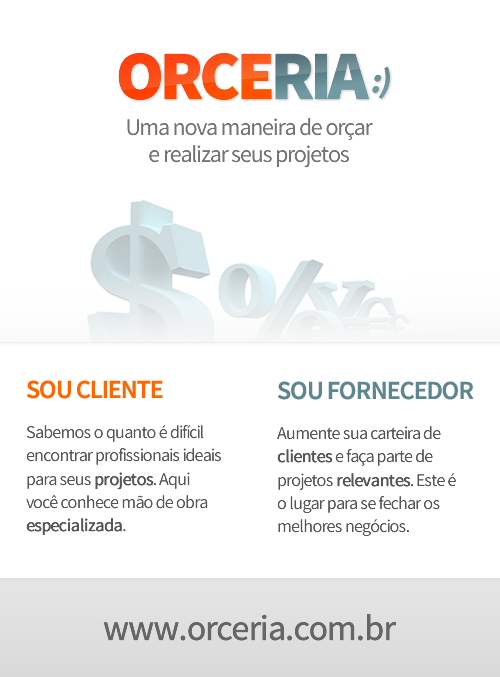 ORCERIA:)
Uma nova maneira de orçar
e realizar seus projetos
$%¥€
SOU CLIENTE
Sabemos o quanto é difícil
encontrar profissionais ideais
para seus projetos. Aqui
você conhece mão de obra
especializada.
SOU FORNECEDOR
Aumente sua carteira de
clientes e faça parte de
projetos relevantes. Este é
o lugar para se fechar os
melhores negócios.
www.orceria.com.br